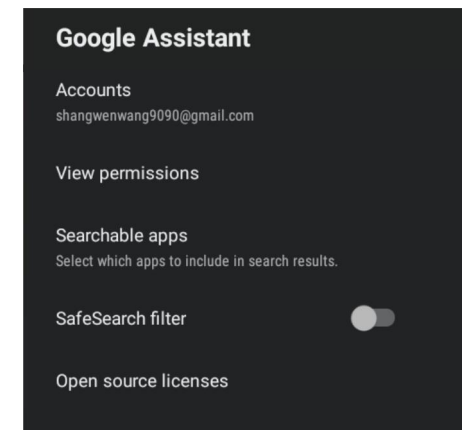 Google Assistant
Accounts
shangwenwang9090@gmail.com
View permissions
Searchable apps
Select which apps to include in search results.
SafeSearch filter
Open source licenses